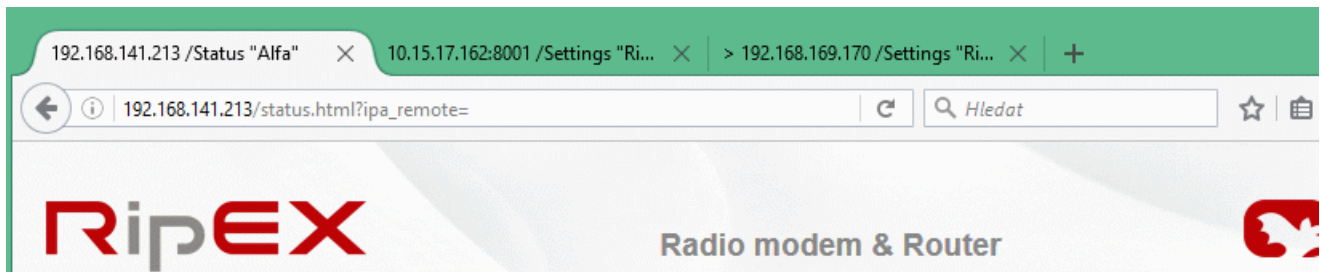 192.168.141.213 /Status "Alfa" 10.15.17.162:8001 /Settings "Ri... > 192.168.169.170 /Settings "Ri...
192.168.141.213/status.html?ipa_remote= Hledat
RipEX Radio modem & Router